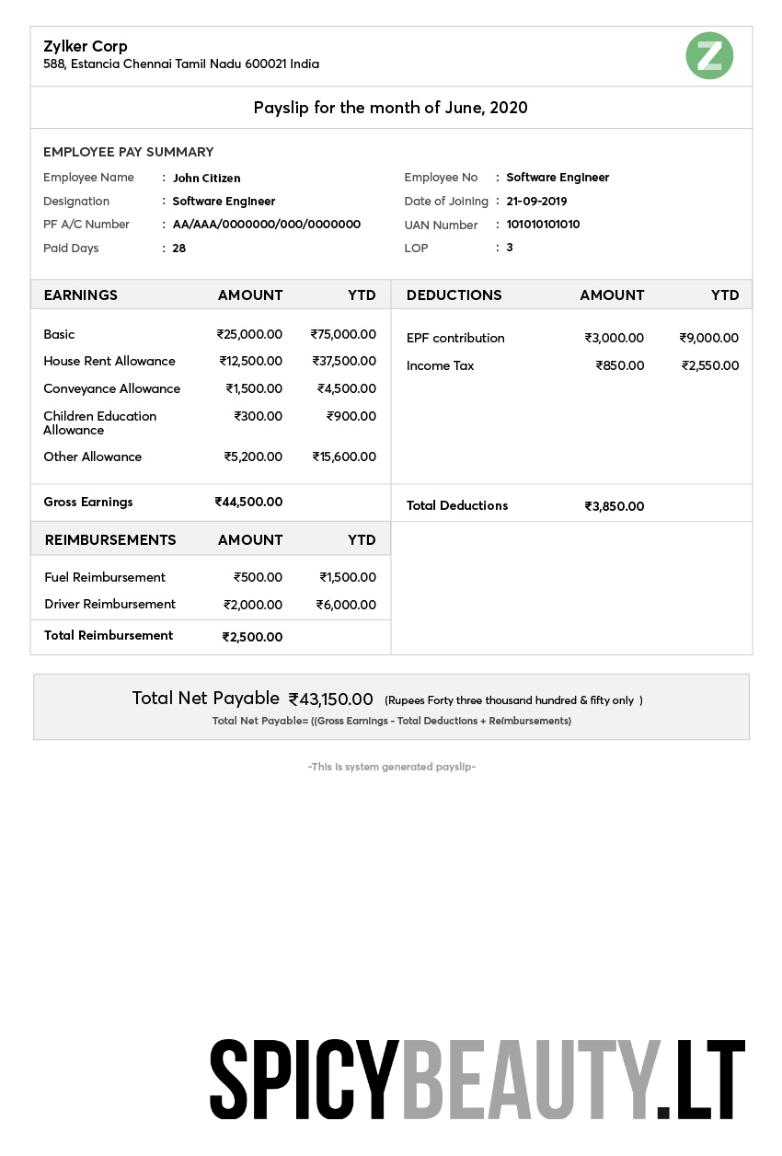 Zylker Corp
588, Estancia Chennai Tamil Nadu 600021 India
Z
Payslip for the month of June, 2020
EMPLOYEE PAY SUMMARY
Employee Name : John Citizen Employee No : Software Engineer
Designation : Software Engineer Date of Joining : 21-09-2019
PF A/C Number : AA/AAA/0000000/000/0000000 UAN Number : 101010101010
Paid Days : 28 LOP : 3
EARNINGS AMOUNT YTD DEDUCTIONS AMOUNT YTD
Basic ₹25,000.00 ₹75,000.00 EPF contribution ₹3,000.00 ₹9,000.00
House Rent Allowance ₹12,500.00 ₹37,500.00 Income Tax ₹850.00 ₹2,550.00
Conveyance Allowance ₹1,500.00 ₹4,500.00
Children Education ₹300.00 ₹900.00
Allowance
Other Allowance ₹5,200.00 ₹15,600.00
Gross Earnings ₹44,500.00 Total Deductions ₹3,850.00
REIMBURSEMENTS AMOUNT YTD
Fuel Reimbursement ₹500.00 ₹1,500.00
Driver Reimbursement ₹2,000.00 ₹6,000.00
Total Reimbursement ₹2,500.00
Total Net Payable ₹43,150.00 (Rupees Forty three thousand hundred & fifty only )
Total Net Payable= ((Gross Earnings - Total Deductions + Reimbursements)
-This is system generated payslip-
SPICYBEAUTY.LT